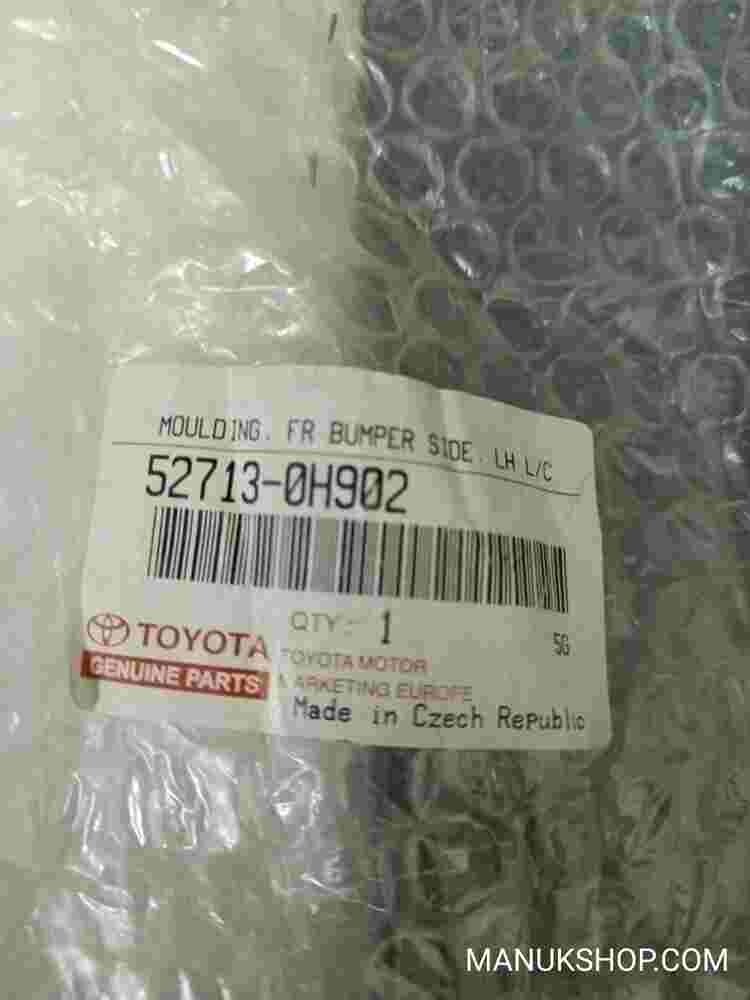 MOULDING, FR BUMPER SIDE, LH L/C
52713-0H902
QTY.- 1
5G
TOYOTA
GENUINE PARTS
TOYOTA MOTOR
MARKETING EUROPE
Made in Czech Republic
MANUKSHOP.COM